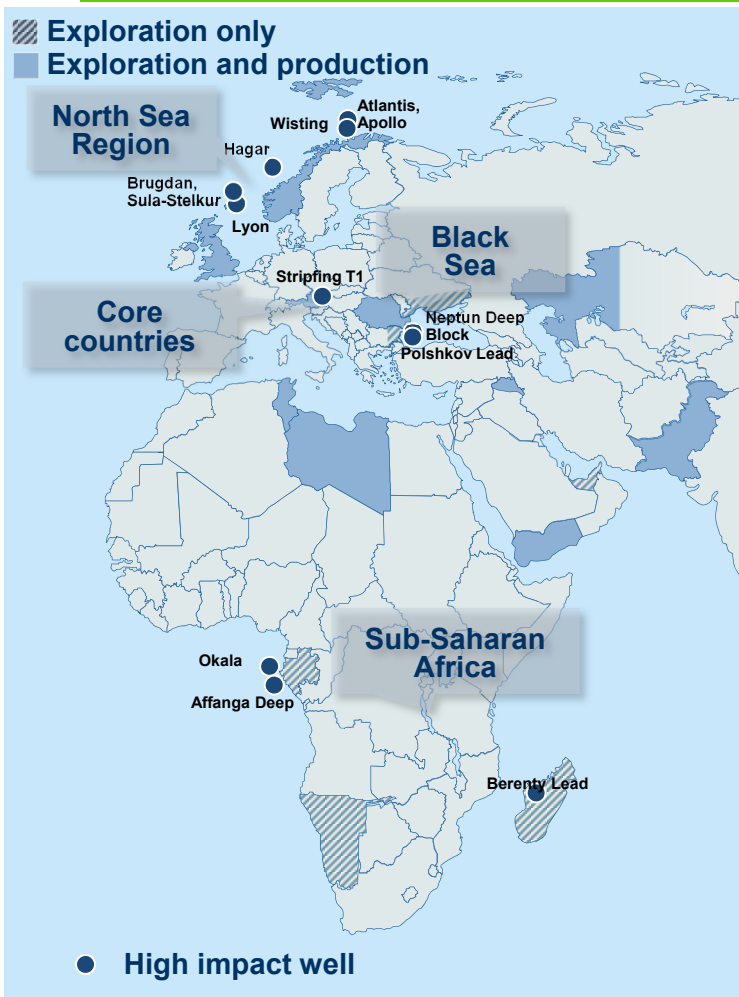 Exploration only
Exploration and production
North Sea
Region
Atlantis,
Apollo
Wisting
Hagar
Brugdan,
Sula-Stelkur
Lyon
Black
Sea
Stripfing T1
Core
countries
Neptun Deep
Block
Polshkov Lead
Sub-Saharan
Africa
Okala
Affanga Deep
Berenty Lead
High impact well